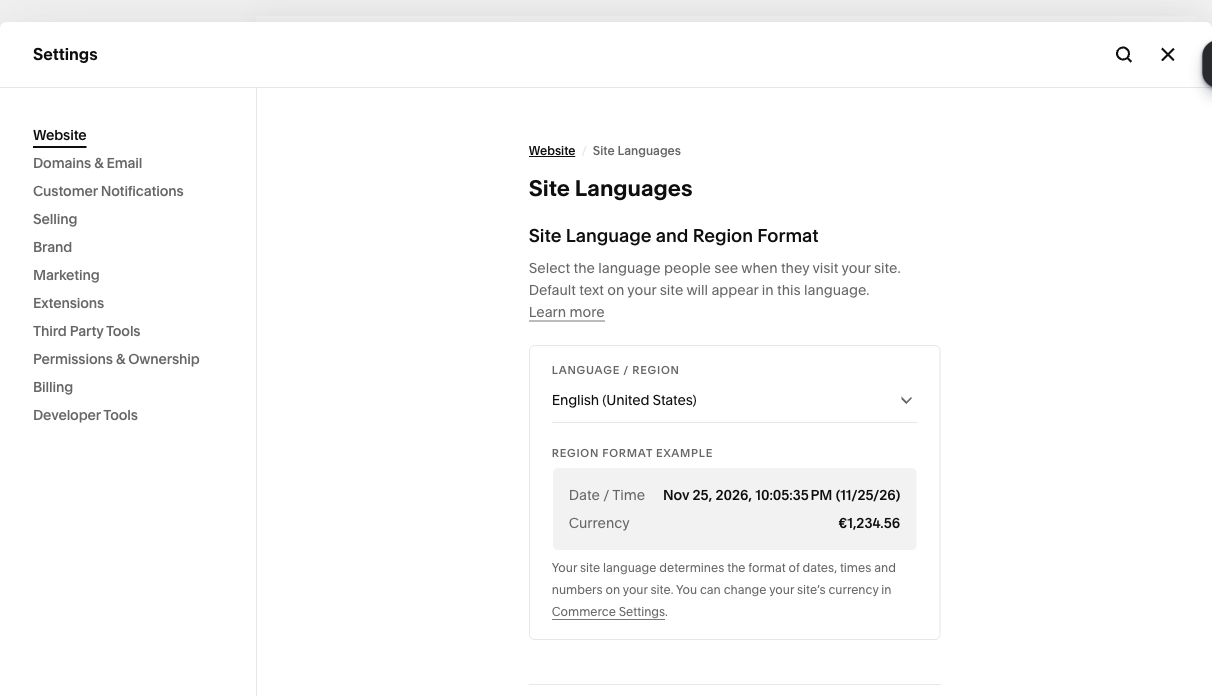 Settings
Website
Domains & Email
Customer Notifications
Selling
Brand
Marketing
Extensions
Third Party Tools
Permissions & Ownership
Billing
Developer Tools
Website / Site Languages
Site Languages
Site Language and Region Format
Select the language people see when they visit your site.
Default text on your site will appear in this language.
Learn more
LANGUAGE / REGION
English (United States)
REGION FORMAT EXAMPLE
Date / Time Nov 25, 2026, 10:05:35 PM (11/25/26)
Currency €1,234.56
Your site language determines the format of dates, times and
numbers on your site. You can change your site's currency in
Commerce Settings.